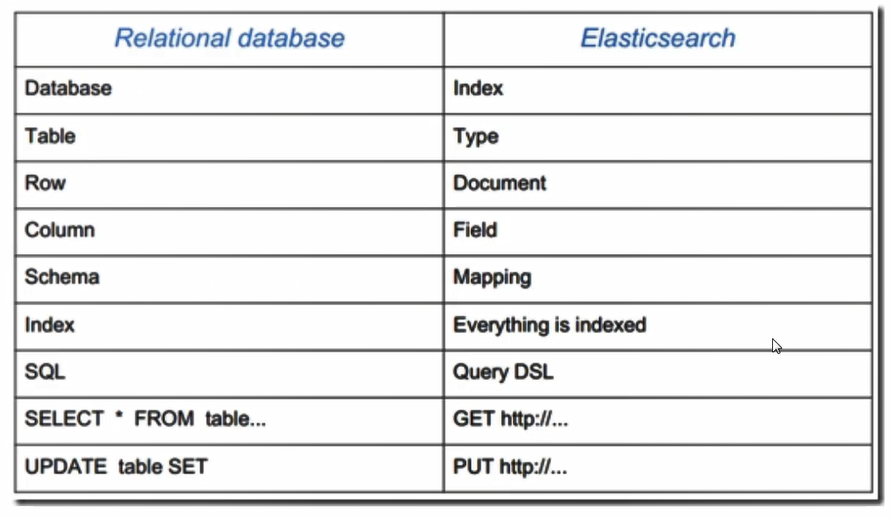 Relational database Elasticsearch
Database Index
Table Type
Row Document
Column Field
Schema Mapping
Index Everything is indexed
SQL Query DSL
SELECT * FROM table... GET http://...
UPDATE table SET PUT http://...